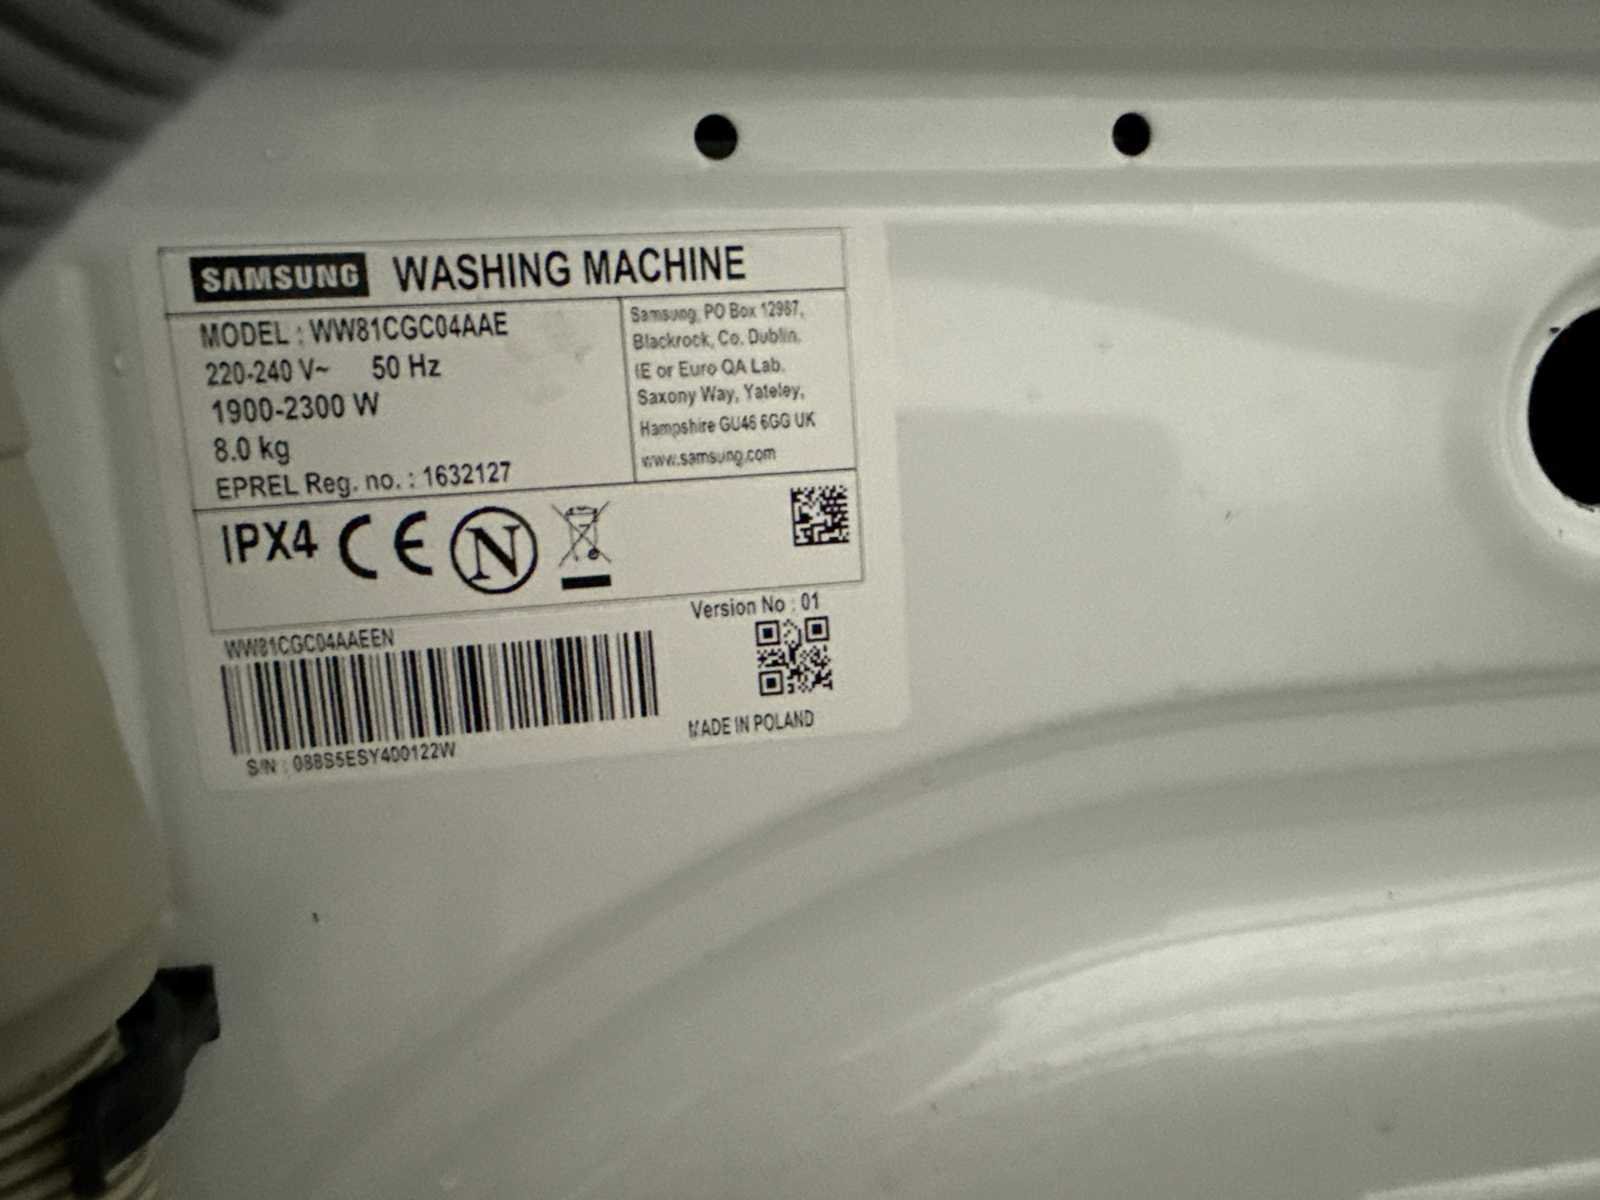 SAMSUNG WASHING MACHINE
MODEL : WW81CGC04AAE
220-240 V~ 50 Hz
1900-2300 W
8.0 kg
EPREL Reg. no. : 1632127
Samsung, PO Box 12987,
Blackrock, Co. Dublin.
IE or Euro QA Lab.
Saxony Way, Yateley,
Hampshire GU46 6GG UK
www.samsung.com
IPX4 CE N
Version No : 01
WW81CGC04AAEEN
MADE IN POLAND
S/N : 088S5ESY400122W